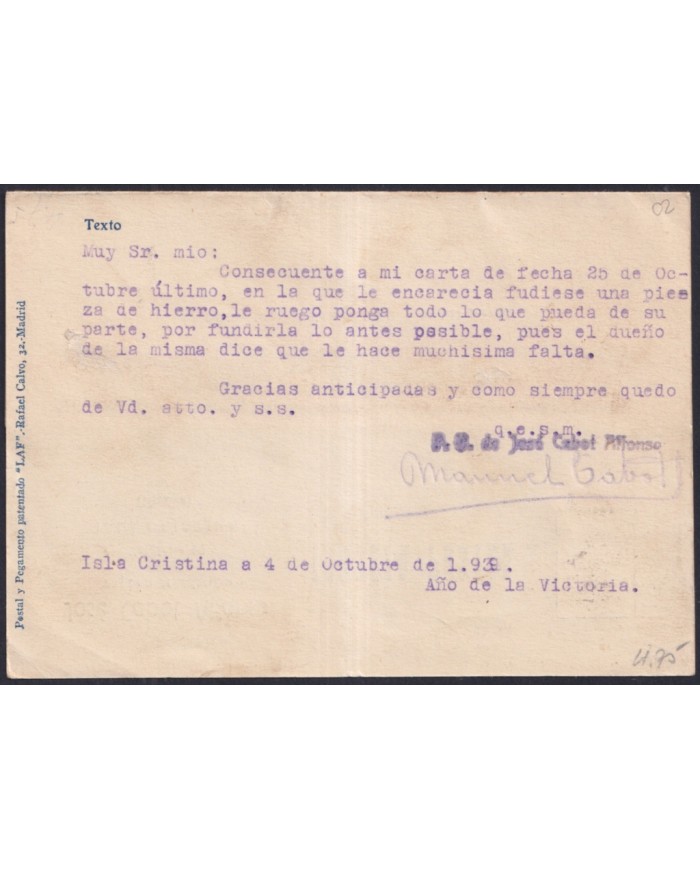 02
Texto
Muy Sr. mio:
Consecuente a mi carta de fecha 25 de Oc-
tubre último, en la que le encarecia fudiese una pie
za de hierro, le ruego ponga todo lo que pueda de su
parte, por fundirla lo antes posible, pues el dueño
de la misma dice que le hace muchisima falta.
Gracias anticipadas y como siempre quedo
de Vd. atto. y s.s.
q.e.s.m.
de José Cabot Alfonso
Manuel Cabot
Isla Cristina a 4 de Octubre de 1.939.
Año de la Victoria.
4.75
Postal y Pegamento patentado "LAF".-Rafael Calvo, 32.-Madrid